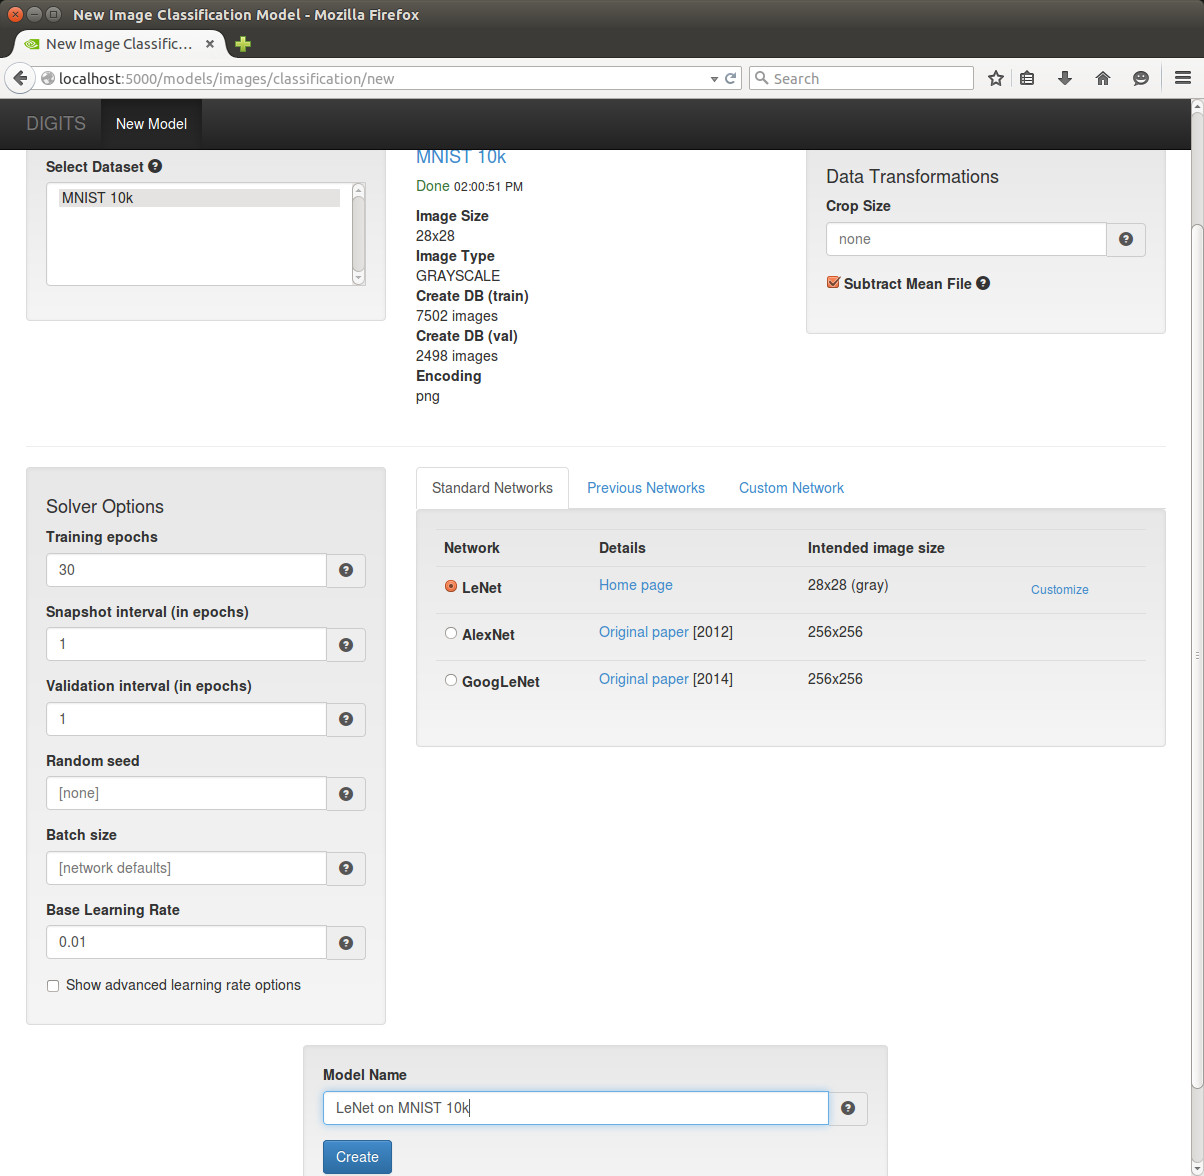 New Image Classification Model - Mozilla Firefox
New Image Classific...
localhost:5000/models/images/classification/new
Search
DIGITS
New Model
Select Dataset
MNIST 10k
MNIST 10k
Done 02:00:51 PM
Image Size
28x28
Image Type
GRAYSCALE
Create DB (train)
7502 images
Create DB (val)
2498 images
Encoding
png
Data Transformations
Crop Size
none
Subtract Mean File
Solver Options
Training epochs
30
Snapshot interval (in epochs)
1
Validation interval (in epochs)
1
Random seed
[none]
Batch size
[network defaults]
Base Learning Rate
0.01
Show advanced learning rate options
Standard Networks
Previous Networks
Custom Network
Network Details Intended image size
LeNet Home page 28x28 (gray) Customize
AlexNet Original paper [2012] 256x256
GoogLeNet Original paper [2014] 256x256
Model Name
LeNet on MNIST 10k
Create